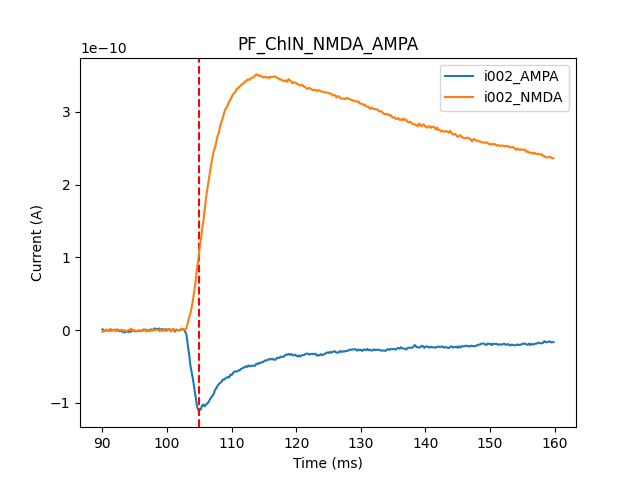 PF_ChIN_NMDA_AMPA
1e−10
i002_AMPA
i002_NMDA
3
2
1
0
−1
Current (A)
90 100 110 120 130 140 150 160
Time (ms)